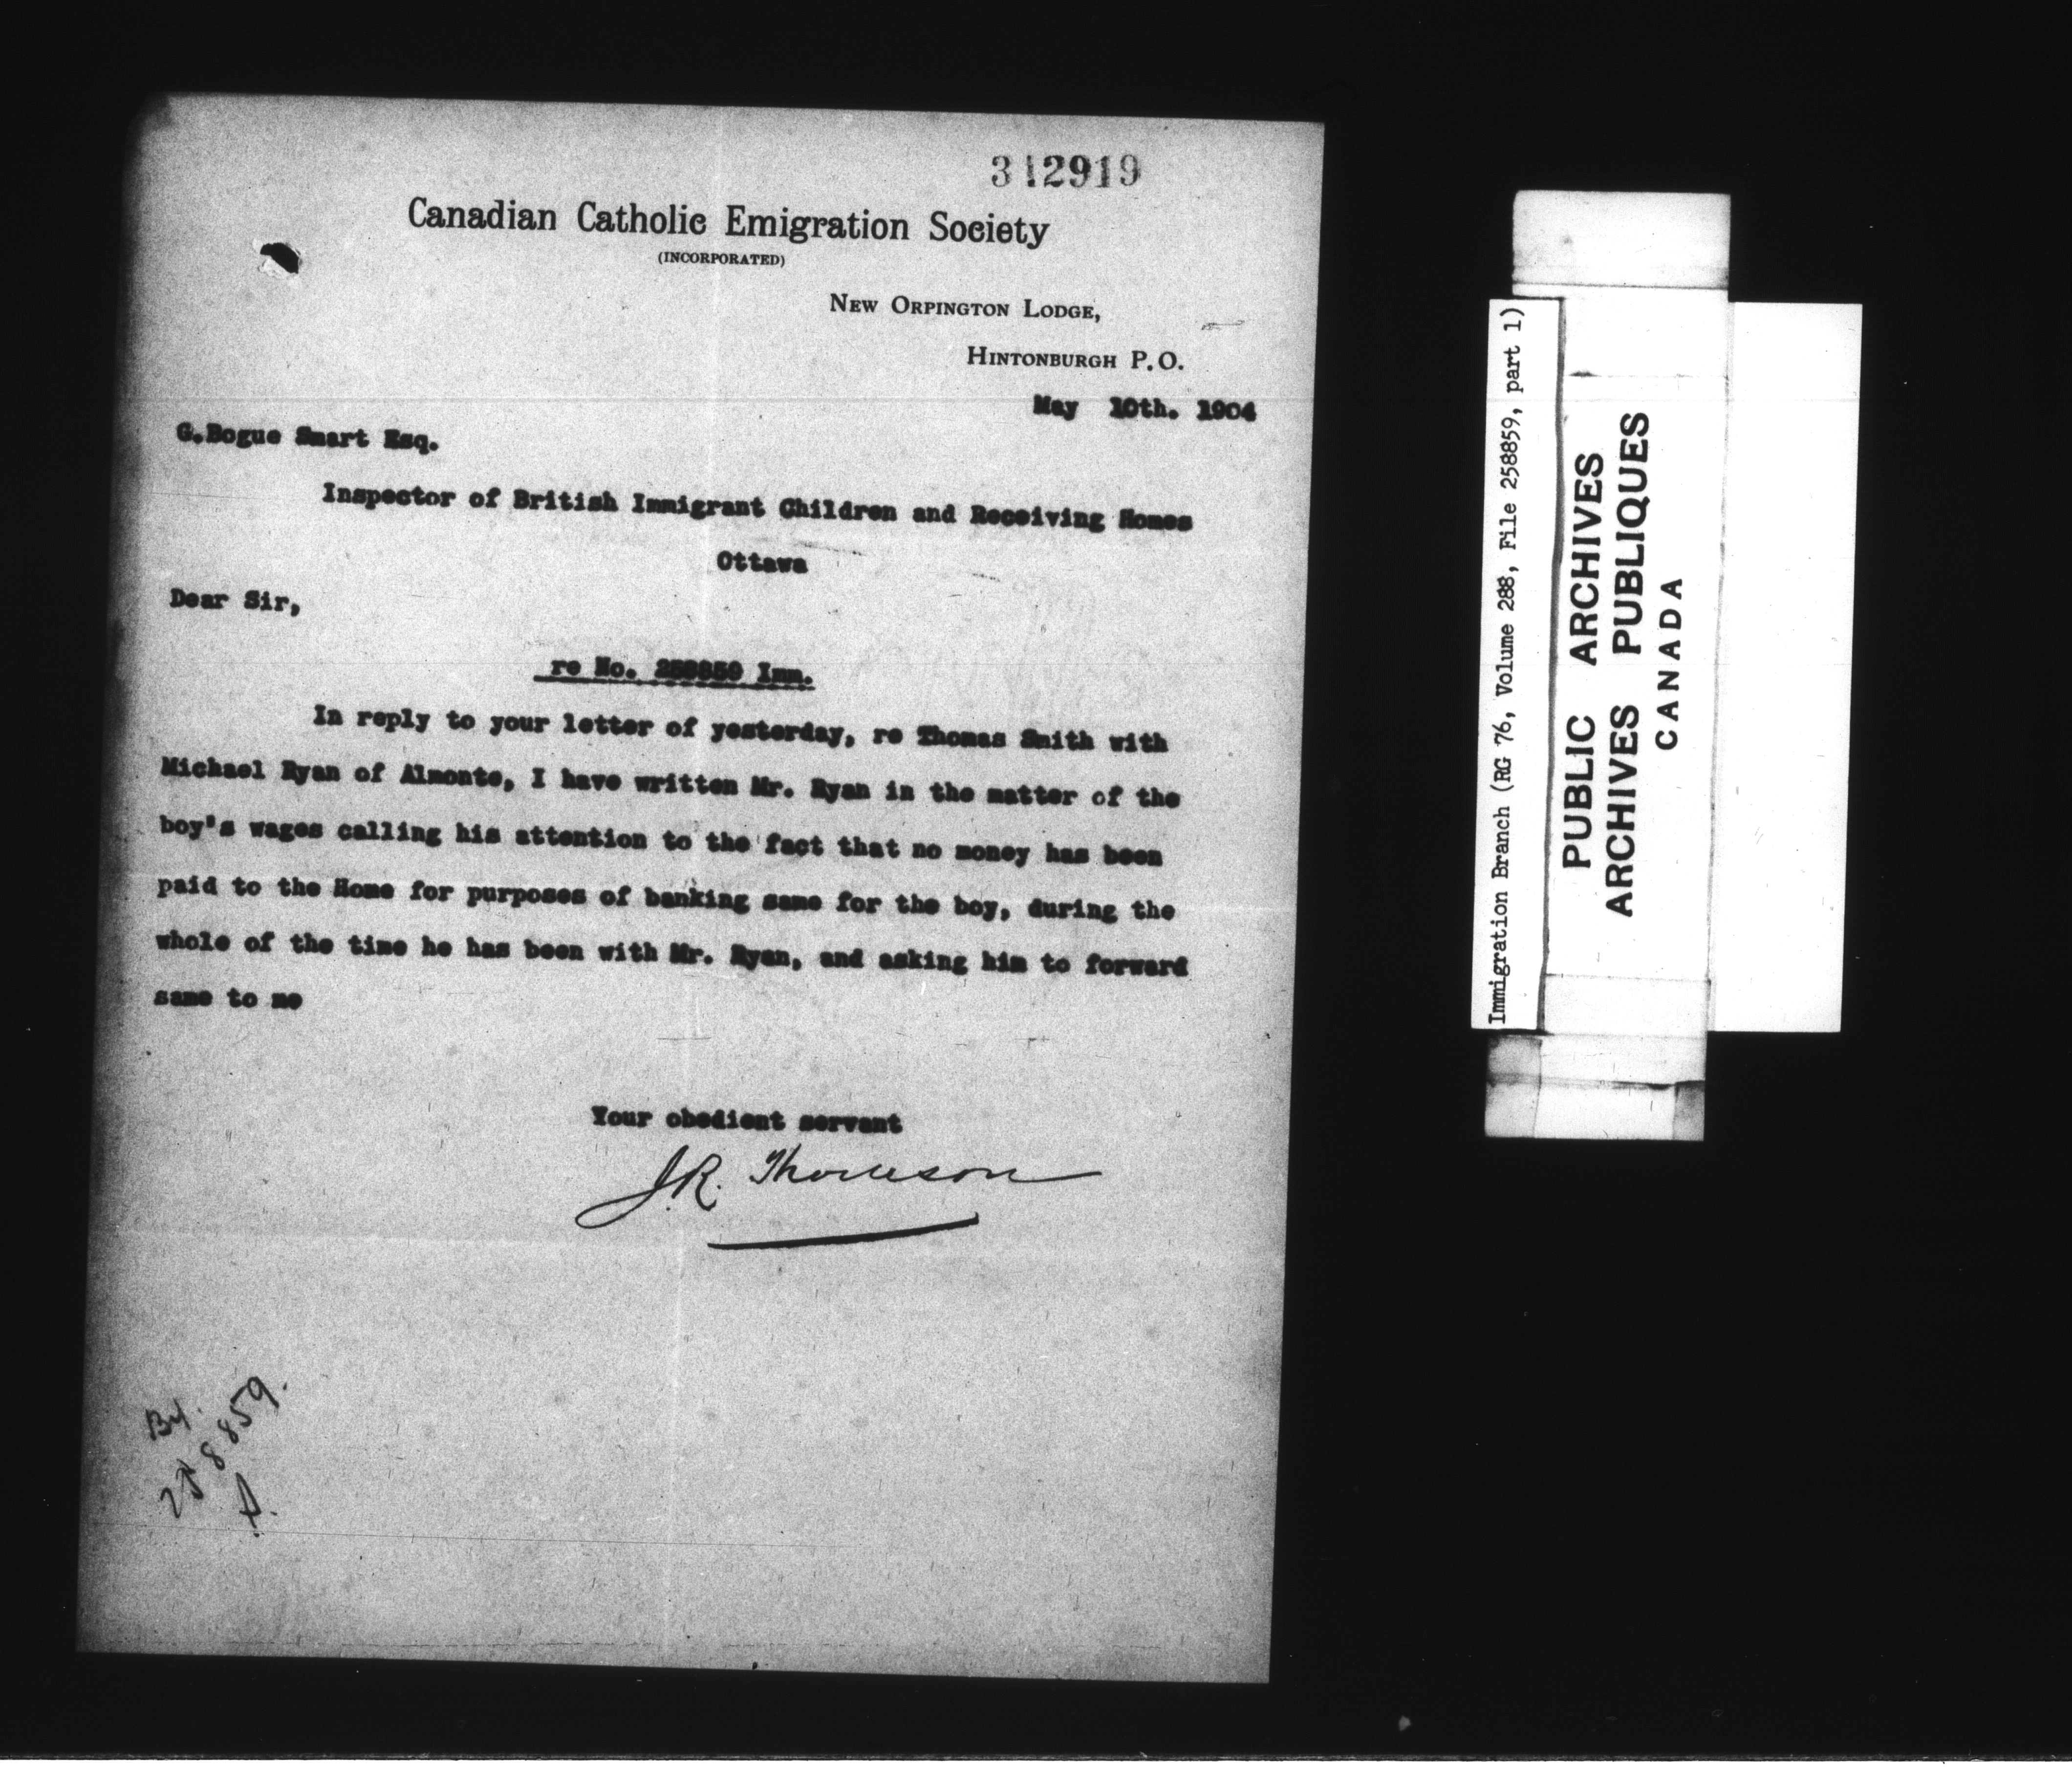 312919
Canadian Catholic Emigration Society
(INCORPORATED)
NEW ORPINGTON LODGE,
HINTONBURGH P.O.
May 10th. 1904
G.Bogue Smart Esq.
Inspector of British Immigrant Children and Receiving Homes
Ottawa
Dear Sir,
re No. 258859 Imm.
In reply to your letter of yesterday, re Thomas Smith with
Michael Ryan of Almonte, I have written Mr. Ryan in the matter of the
boy's wages calling his attention to the fact that no money has been
paid to the Home for purposes of banking same for the boy, during the
whole of the time he has been with Mr. Ryan, and asking him to forward
same to me
Your obedient servant
J.R. Thomson
258859.
Immigration Branch (RG 76, Volume 288, File 258859, part 1)
PUBLIC ARCHIVES
ARCHIVES PUBLIQUES
CANADA